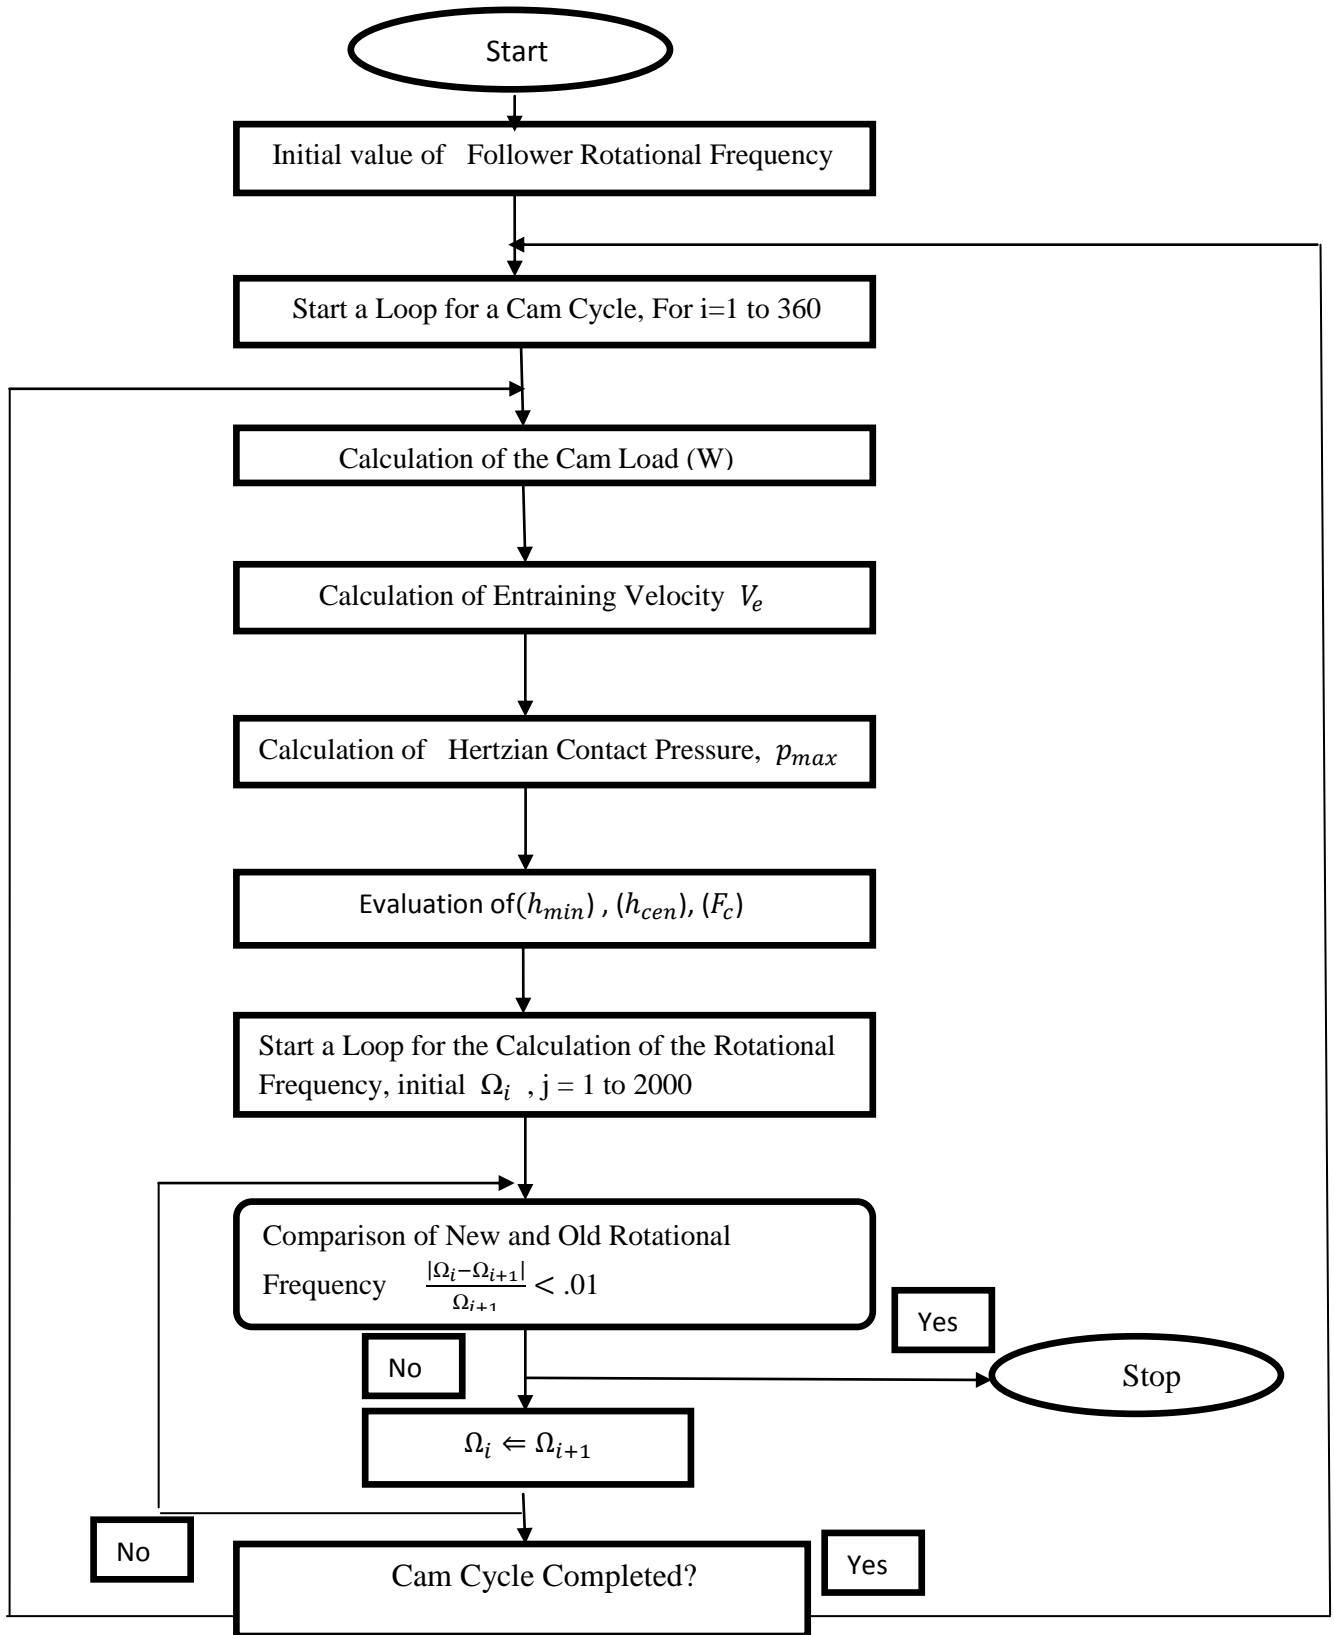 Start
Initial value of Follower Rotational Frequency
Start a Loop for a Cam Cycle, For i=1 to 360
Calculation of the Cam Load (W)
Calculation of Entraining Velocity V_e
Calculation of Hertzian Contact Pressure, p_max
Evaluation of(h_min) , (h_cen), (F_c)
Start a Loop for the Calculation of the Rotational
Frequency, initial Ω_i , j = 1 to 2000
Comparison of New and Old Rotational
Frequency |Ω_i−Ω_{i+1}|/Ω_{i+1} < .01
Yes
No
Stop
Ω_i ⇐ Ω_{i+1}
No
Cam Cycle Completed?
Yes